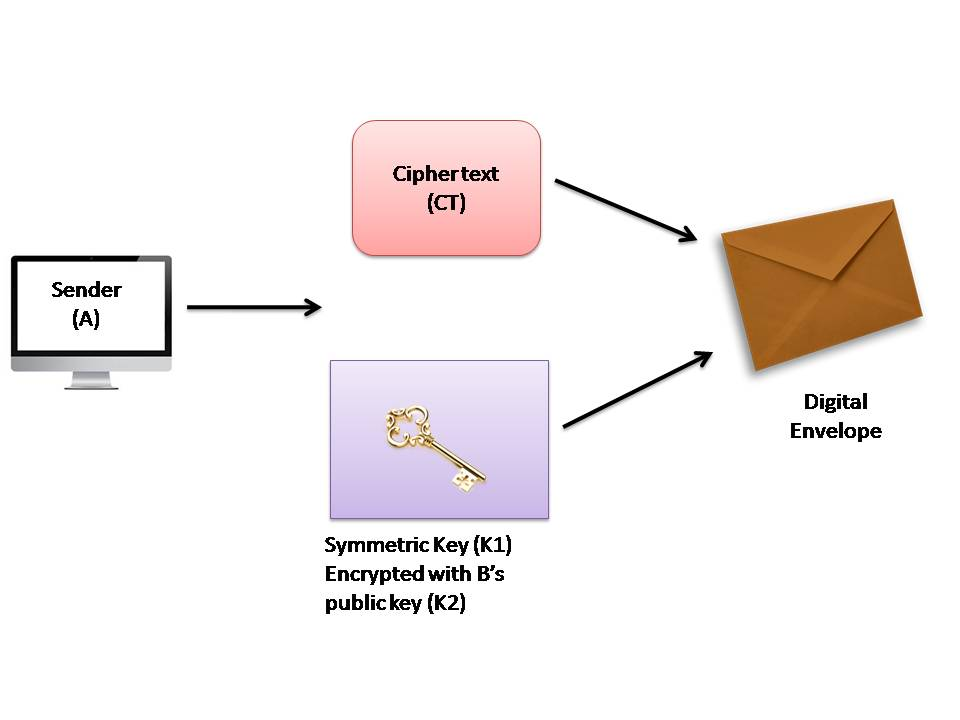 Cipher text
(CT)
Sender
(A)
Digital
Envelope
Symmetric Key (K1)
Encrypted with B's
public key (K2)